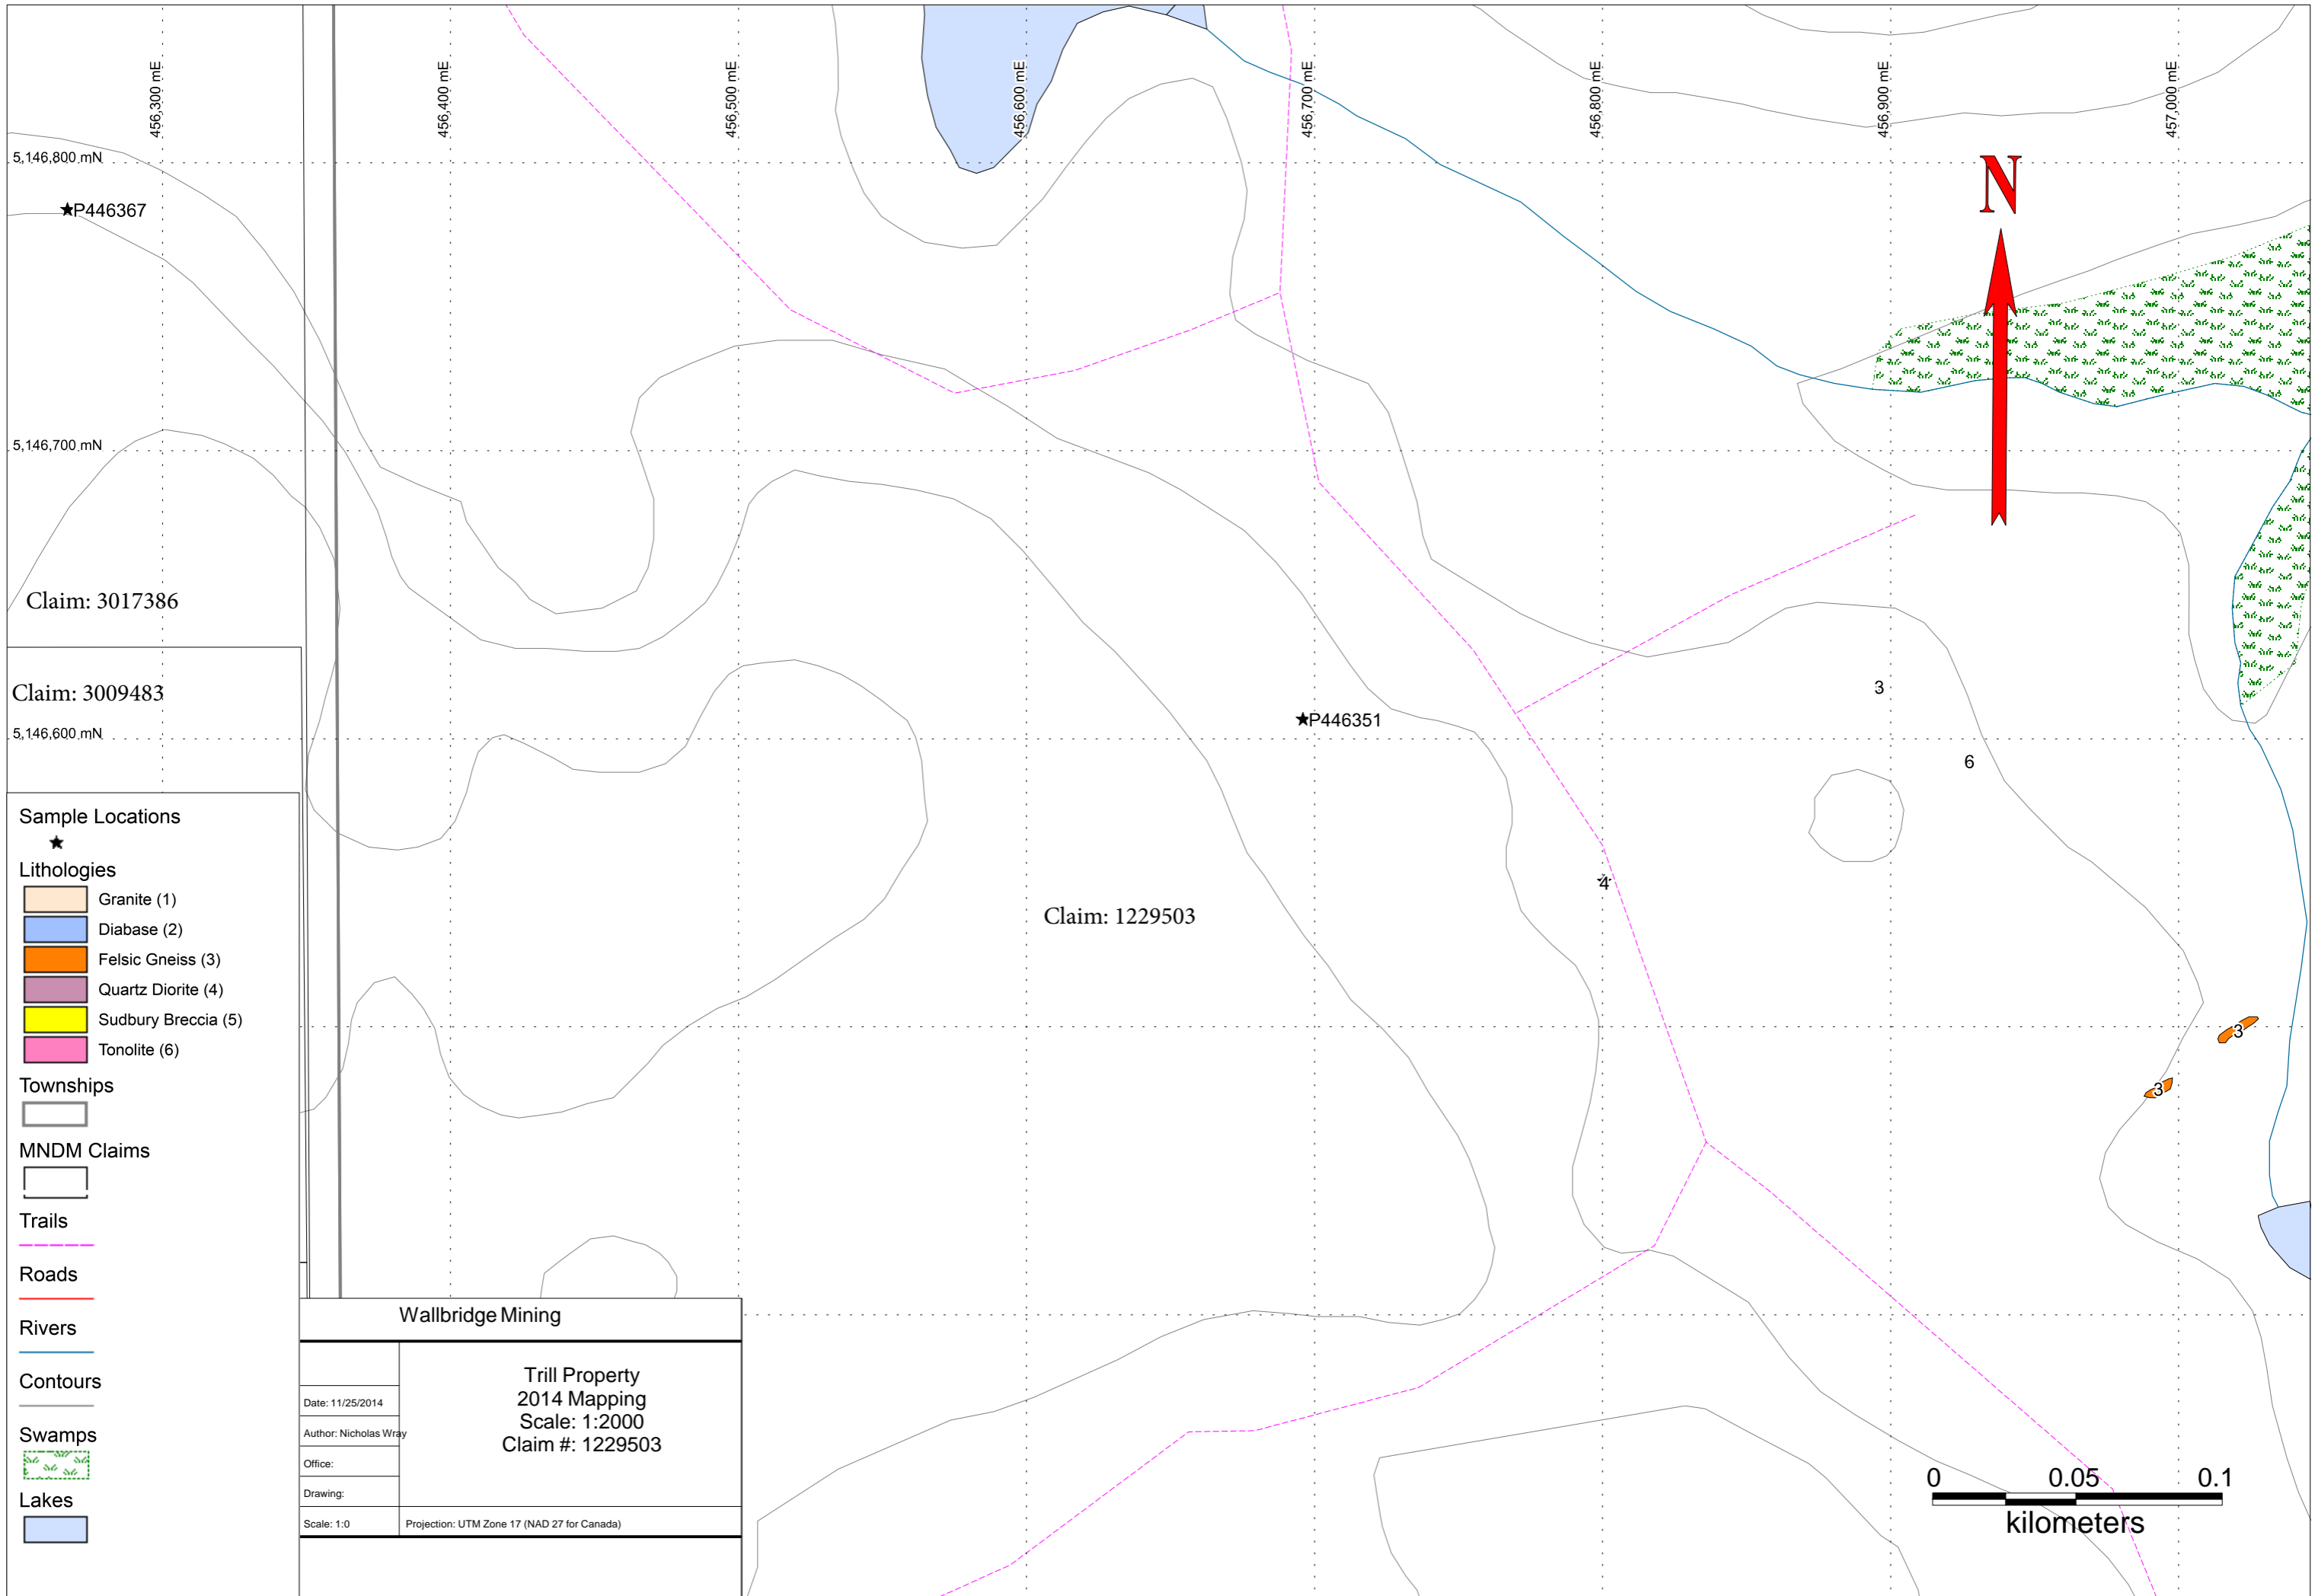 456,300 mE
456,400 mE
456,500 mE
456,600 mE
456,700 mE
456,800 mE
456,900 mE
457,000 mE
5,146,800 mN
N
P446367
5,146,700 mN
Claim: 3017386
Claim: 3009483
3
P446351
5,146,600 mN
6
4
Claim: 1229503
3
3
Sample Locations
Lithologies
Granite (1)
Diabase (2)
Felsic Gneiss (3)
Quartz Diorite (4)
Sudbury Breccia (5)
Tonolite (6)
Townships
MNDM Claims
Trails
Roads
Rivers
Contours
Swamps
Lakes
Wallbridge Mining
Trill Property
2014 Mapping
Scale: 1:2000
Claim #: 1229503
Date: 11/25/2014
Author: Nicholas Wray
Office:
Drawing:
Scale: 1:0
Projection: UTM Zone 17 (NAD 27 for Canada)
0 0.05 0.1
kilometers